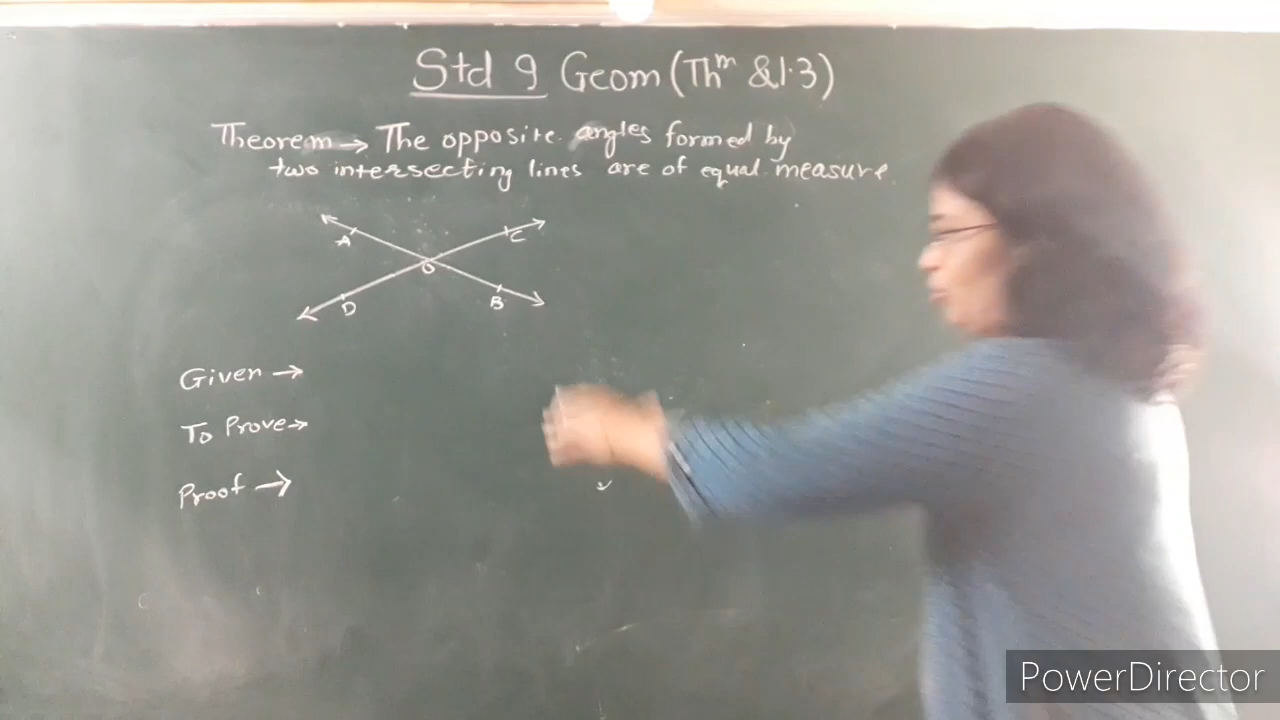 Std 9 Geom (Thᵐ &1.3)
Theorem → The opposite angles formed by
two intersecting lines are of equal measure.
A
C
O
D
B
Given →
To Prove →
Proof →
PowerDirector